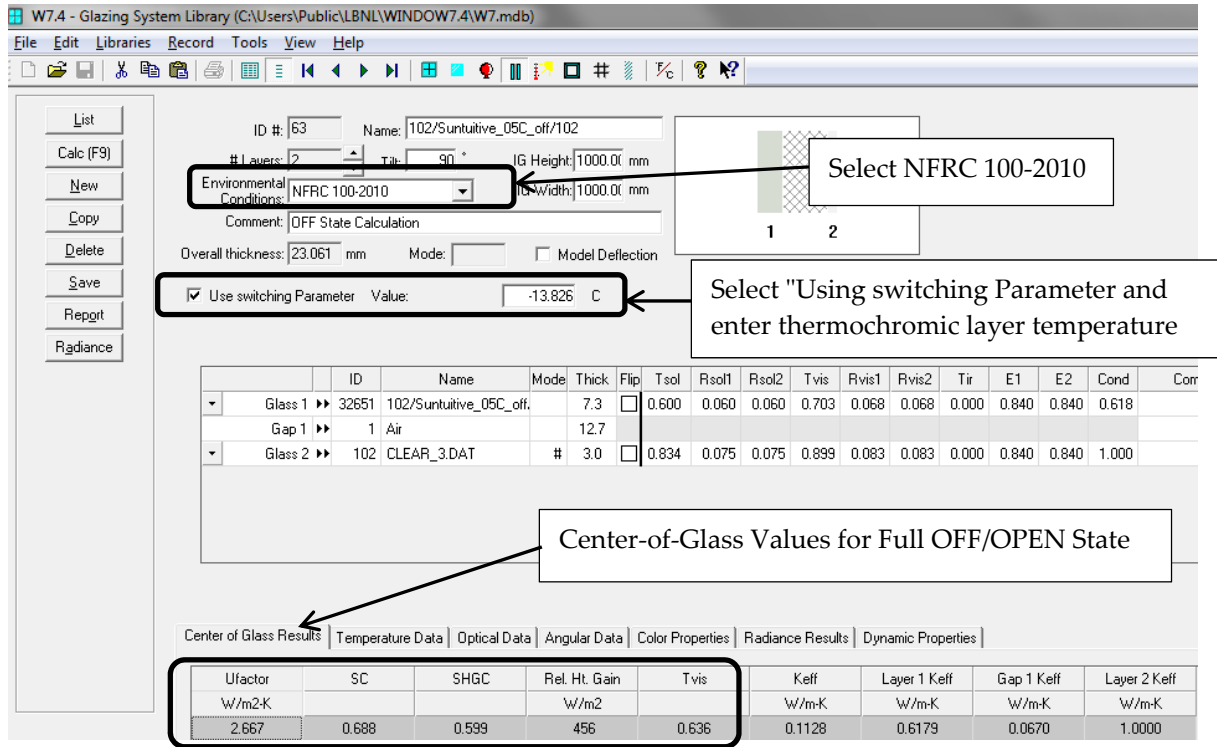 W7.4 - Glazing System Library (C:\Users\Public\LBNL\WINDOW7.4\W7.mdb)
File Edit Libraries Record Tools View Help
List
Calc (F9)
New
Copy
Delete
Save
Report
Radiance
ID #: 63 Name: 102/Suntuitive_05C_off/102
# Layers: 2 Tilt: 90 ° IG Height: 1000.0( mm
Environmental Conditions: NFRC 100-2010 IG Width: 1000.0( mm
Comment: OFF State Calculation
Overall thickness: 23.061 mm Mode: Model Deflection
1 2
Select NFRC 100-2010
Use switching Parameter Value: -13.826 C
Select "Using switching Parameter and
enter thermochromic layer temperature
ID Name Mode Thick Flip Tsol Rsol1 Rsol2 Tvis Rvis1 Rvis2 Tir E1 E2 Cond Com
Glass 1 32651 102/Suntuitive_05C_off. 7.3 0.600 0.060 0.060 0.703 0.068 0.068 0.000 0.840 0.840 0.618
Gap 1 1 Air 12.7
Glass 2 102 CLEAR_3.DAT # 3.0 0.834 0.075 0.075 0.899 0.083 0.083 0.000 0.840 0.840 1.000
Center-of-Glass Values for Full OFF/OPEN State
Center of Glass Results Temperature Data Optical Data Angular Data Color Properties Radiance Results Dynamic Properties
Ufactor SC SHGC Rel. Ht. Gain Tvis Keff Layer 1 Keff Gap 1 Keff Layer 2 Keff
W/m2-K W/m2 W/m-K W/m-K W/m-K W/m-K
2.667 0.688 0.599 456 0.636 0.1128 0.6179 0.0670 1.0000